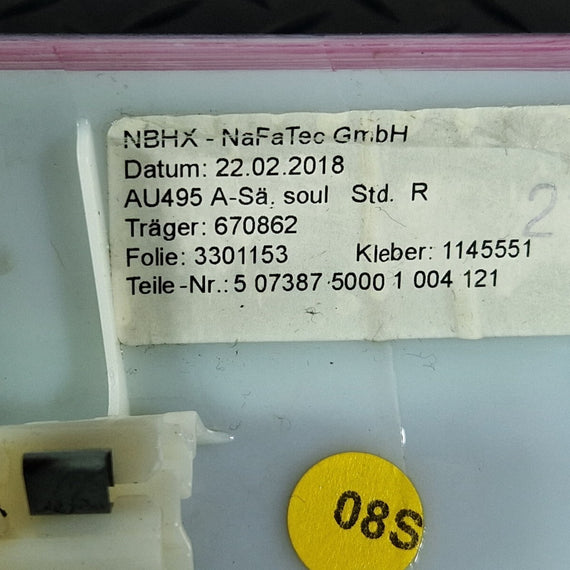 NBHX - NaFaTec GmbH
Datum: 22.02.2018
AU495 A-Sä. soul Std. R
Träger: 670862
2
Folie: 3301153 Kleber: 1145551
Teile-Nr.: 5 07387 5000 1 004 121
08S